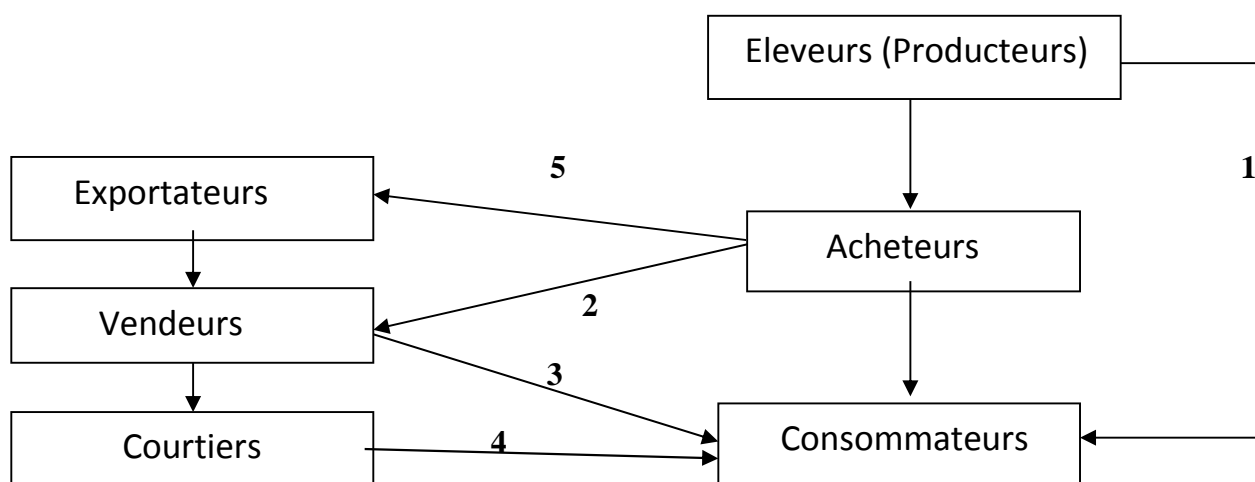 Eleveurs (Producteurs)
5
1
Exportateurs
Acheteurs
Vendeurs
2
3
Courtiers
4
Consommateurs